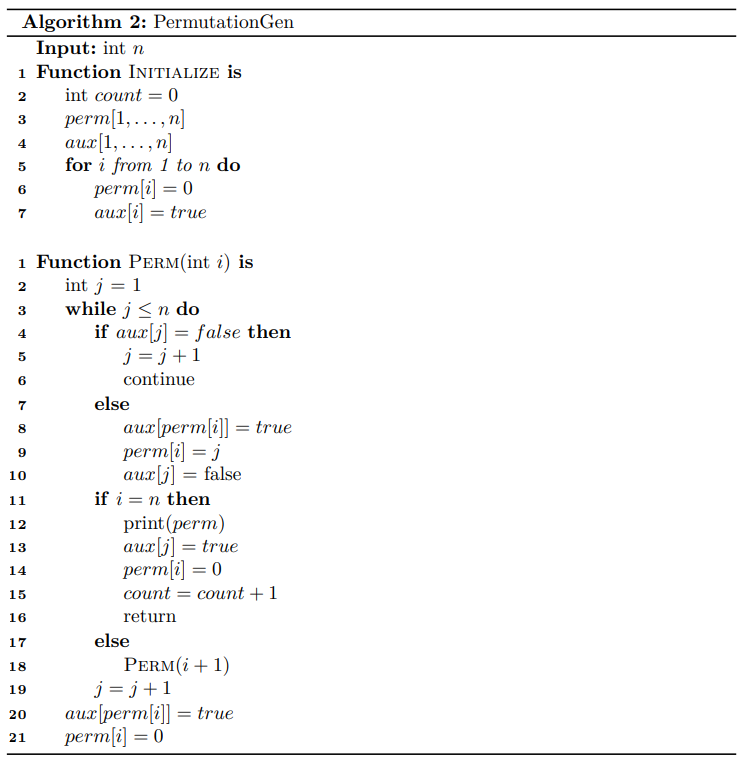 Algorithm 2: PermutationGen
Input: int n
1 Function INITIALIZE is
2 int count = 0
3 perm[1, . . . , n]
4 aux[1, . . . , n]
5 for i from 1 to n do
6 perm[i] = 0
7 aux[i] = true
1 Function PERM(int i) is
2 int j = 1
3 while j ≤ n do
4 if aux[j] = false then
5 j = j + 1
6 continue
7 else
8 aux[perm[i]] = true
9 perm[i] = j
10 aux[j] = false
11 if i = n then
12 print(perm)
13 aux[j] = true
14 perm[i] = 0
15 count = count + 1
16 return
17 else
18 PERM(i + 1)
19 j = j + 1
20 aux[perm[i]] = true
21 perm[i] = 0